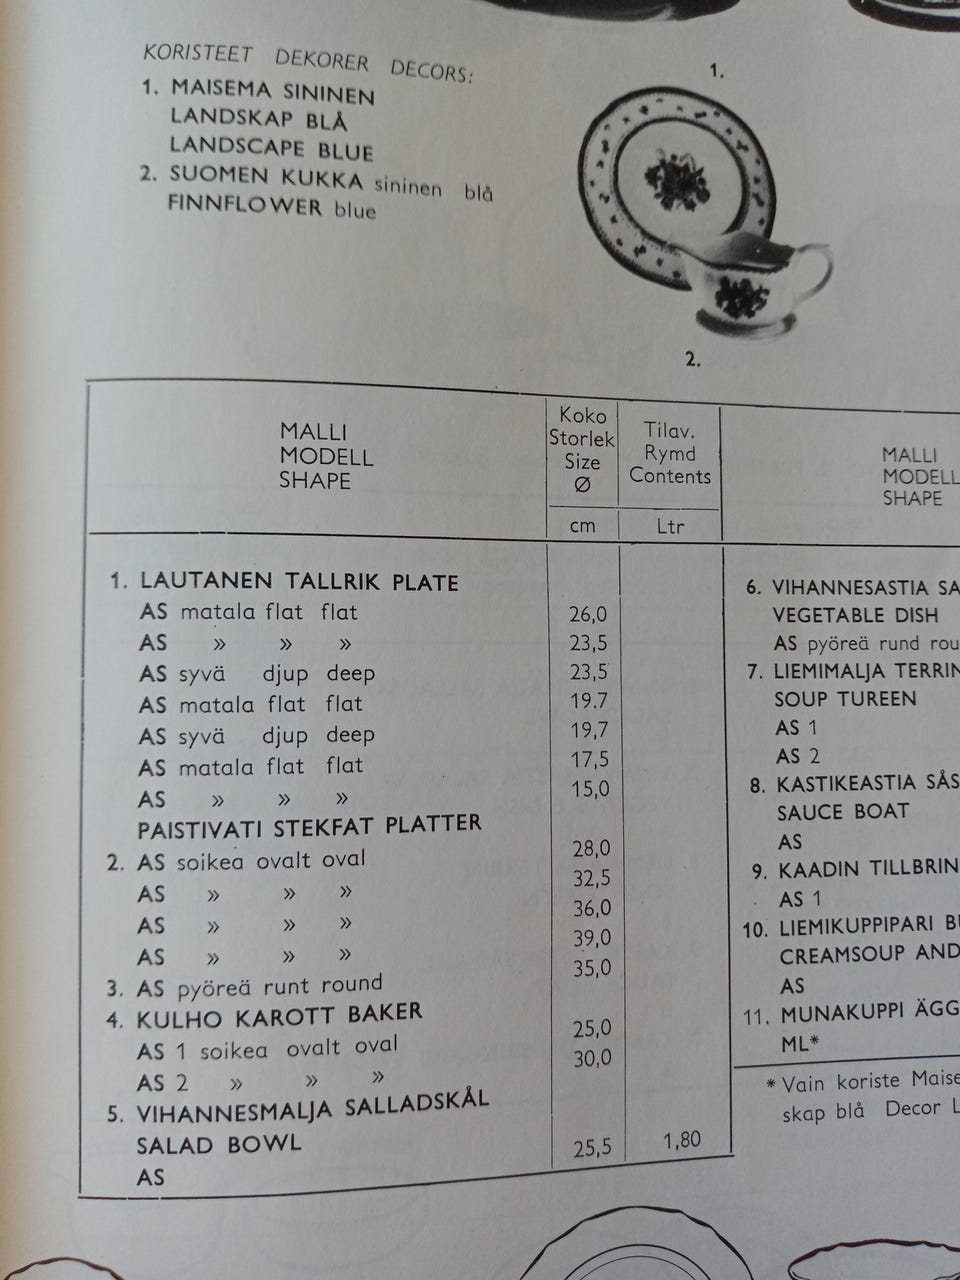 KORISTEET DEKORER DECORS:
1. MAISEMA SININEN
LANDSKAP BLÅ
LANDSCAPE BLUE
2. SUOMEN KUKKA sininen blå
FINNFLOWER blue
1.
2.
MALLI
MODELL
SHAPE
Koko
Storlek
Size
Ø
cm
Tilav.
Rymd
Contents
Ltr
1. LAUTANEN TALLRIK PLATE
AS matala flat flat 26,0
AS » » » 23,5
AS syvä djup deep 23,5
AS matala flat flat 19.7
AS syvä djup deep 19,7
AS matala flat flat 17,5
AS » » » 15,0
PAISTIVATI STEKFAT PLATTER
2. AS soikea ovalt oval 28,0
AS » » » 32,5
AS » » » 36,0
AS » » » 39,0
3. AS pyöreä runt round 35,0
4. KULHO KAROTT BAKER
AS 1 soikea ovalt oval 25,0
AS 2 » » » 30,0
5. VIHANNESMALJA SALLADSKÅL
SALAD BOWL
AS 25,5 1,80
MALLI
MODELL
SHAPE
6. VIHANNESASTIA SA
VEGETABLE DISH
AS pyöreä rund rou
7. LIEMIMALJA TERRIN
SOUP TUREEN
AS 1
AS 2
8. KASTIKEASTIA SÅS
SAUCE BOAT
AS
9. KAADIN TILLBRIN
AS 1
10. LIEMIKUPPIPARI B
CREAMSOUP AND
AS
11. MUNAKUPPI ÄGG
ML*
* Vain koriste Maise
skap blå Decor L